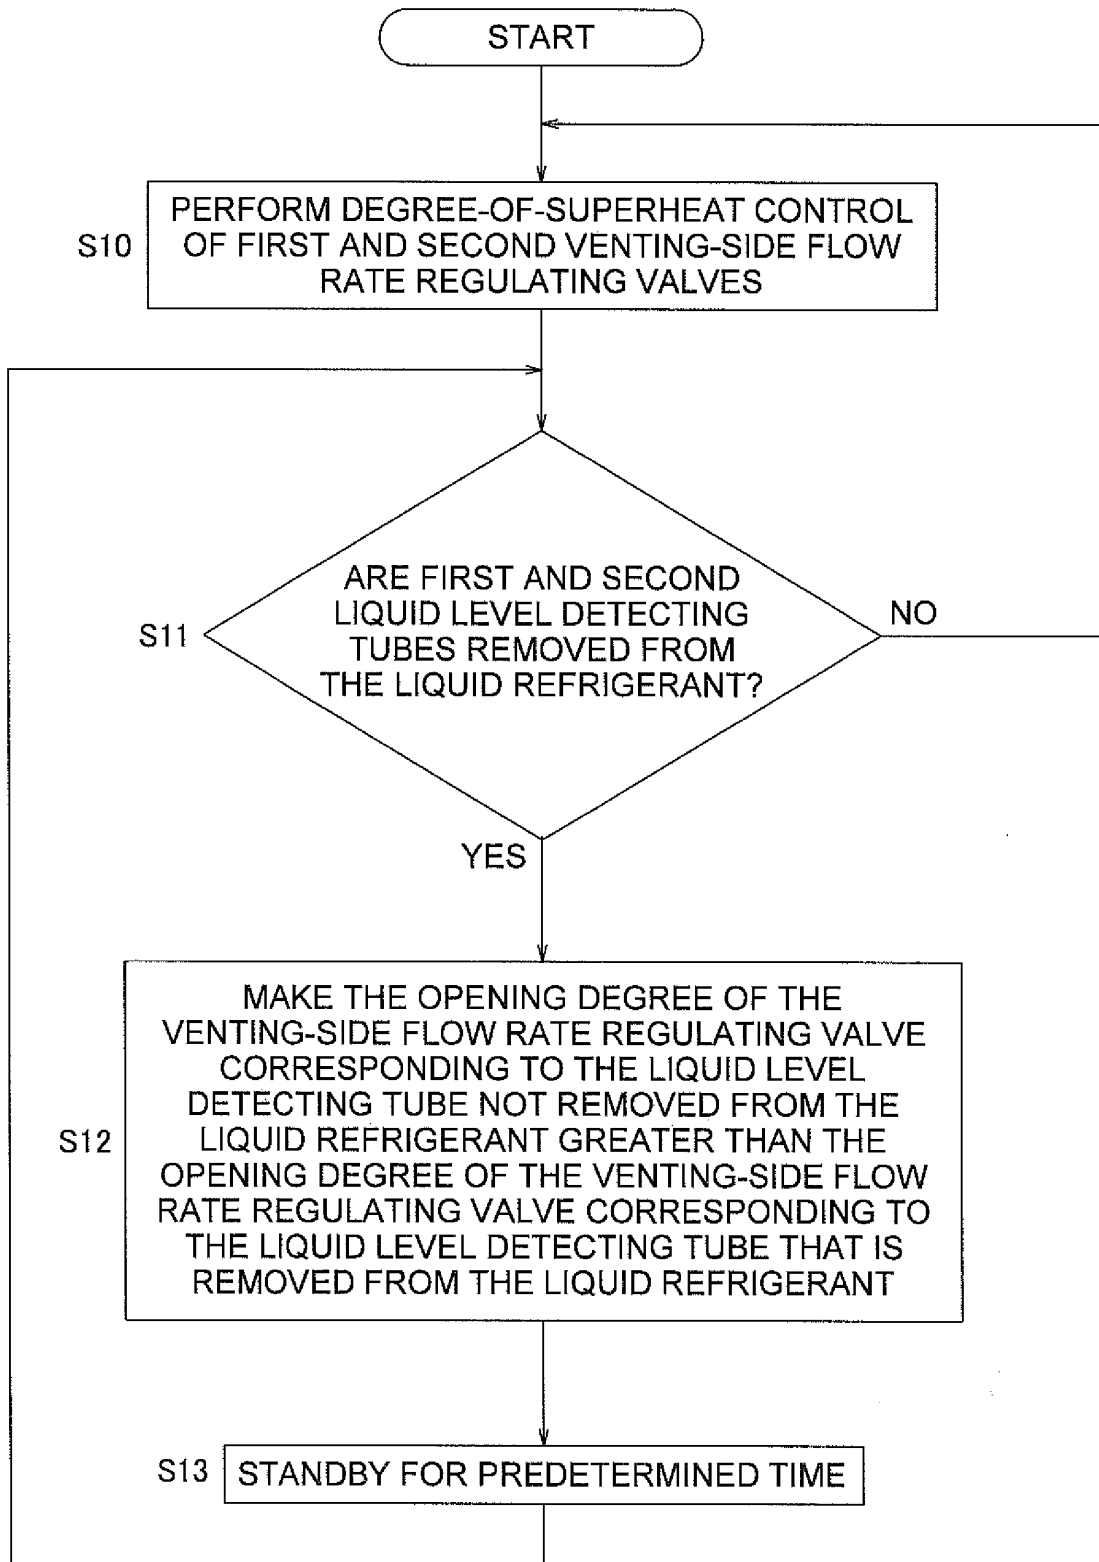 START
S10
PERFORM DEGREE-OF-SUPERHEAT CONTROL
OF FIRST AND SECOND VENTING-SIDE FLOW
RATE REGULATING VALVES
S11
ARE FIRST AND SECOND
LIQUID LEVEL DETECTING
TUBES REMOVED FROM
THE LIQUID REFRIGERANT?
NO
YES
S12
MAKE THE OPENING DEGREE OF THE
VENTING-SIDE FLOW RATE REGULATING VALVE
CORRESPONDING TO THE LIQUID LEVEL
DETECTING TUBE NOT REMOVED FROM THE
LIQUID REFRIGERANT GREATER THAN THE
OPENING DEGREE OF THE VENTING-SIDE FLOW
RATE REGULATING VALVE CORRESPONDING TO
THE LIQUID LEVEL DETECTING TUBE THAT IS
REMOVED FROM THE LIQUID REFRIGERANT
S13
STANDBY FOR PREDETERMINED TIME